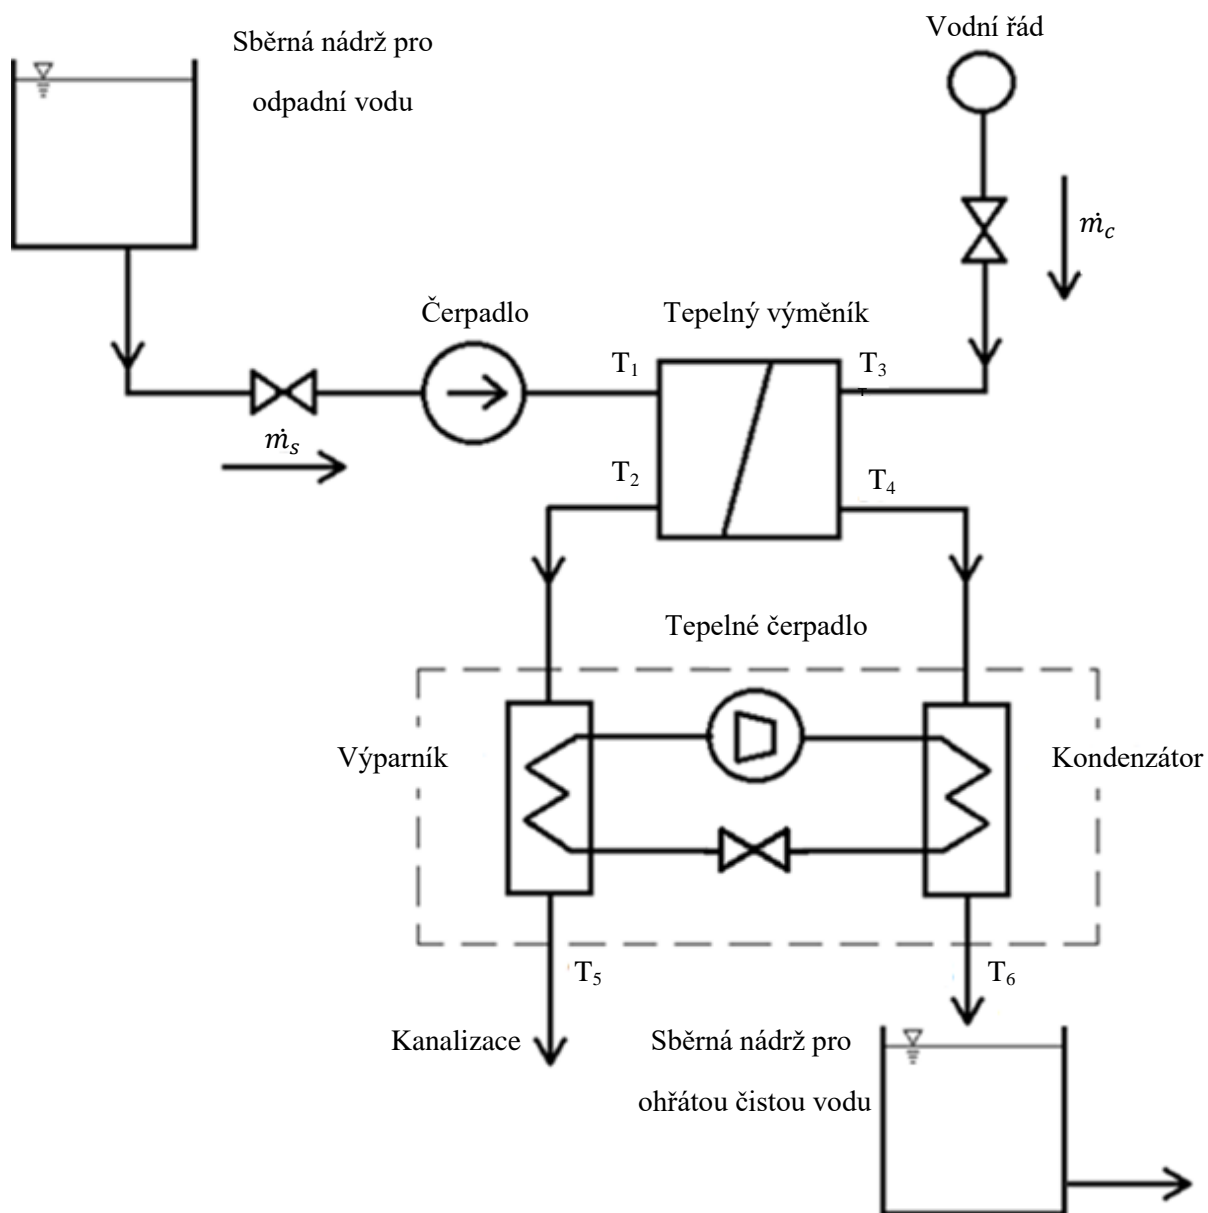 Sběrná nádrž pro
odpadní vodu
Vodní řád
ṁc
Čerpadlo
Tepelný výměník
T1
T3
ṁs
T2
T4
Tepelné čerpadlo
Výparník
Kondenzátor
T5
T6
Kanalizace
Sběrná nádrž pro
ohřátou čistou vodu